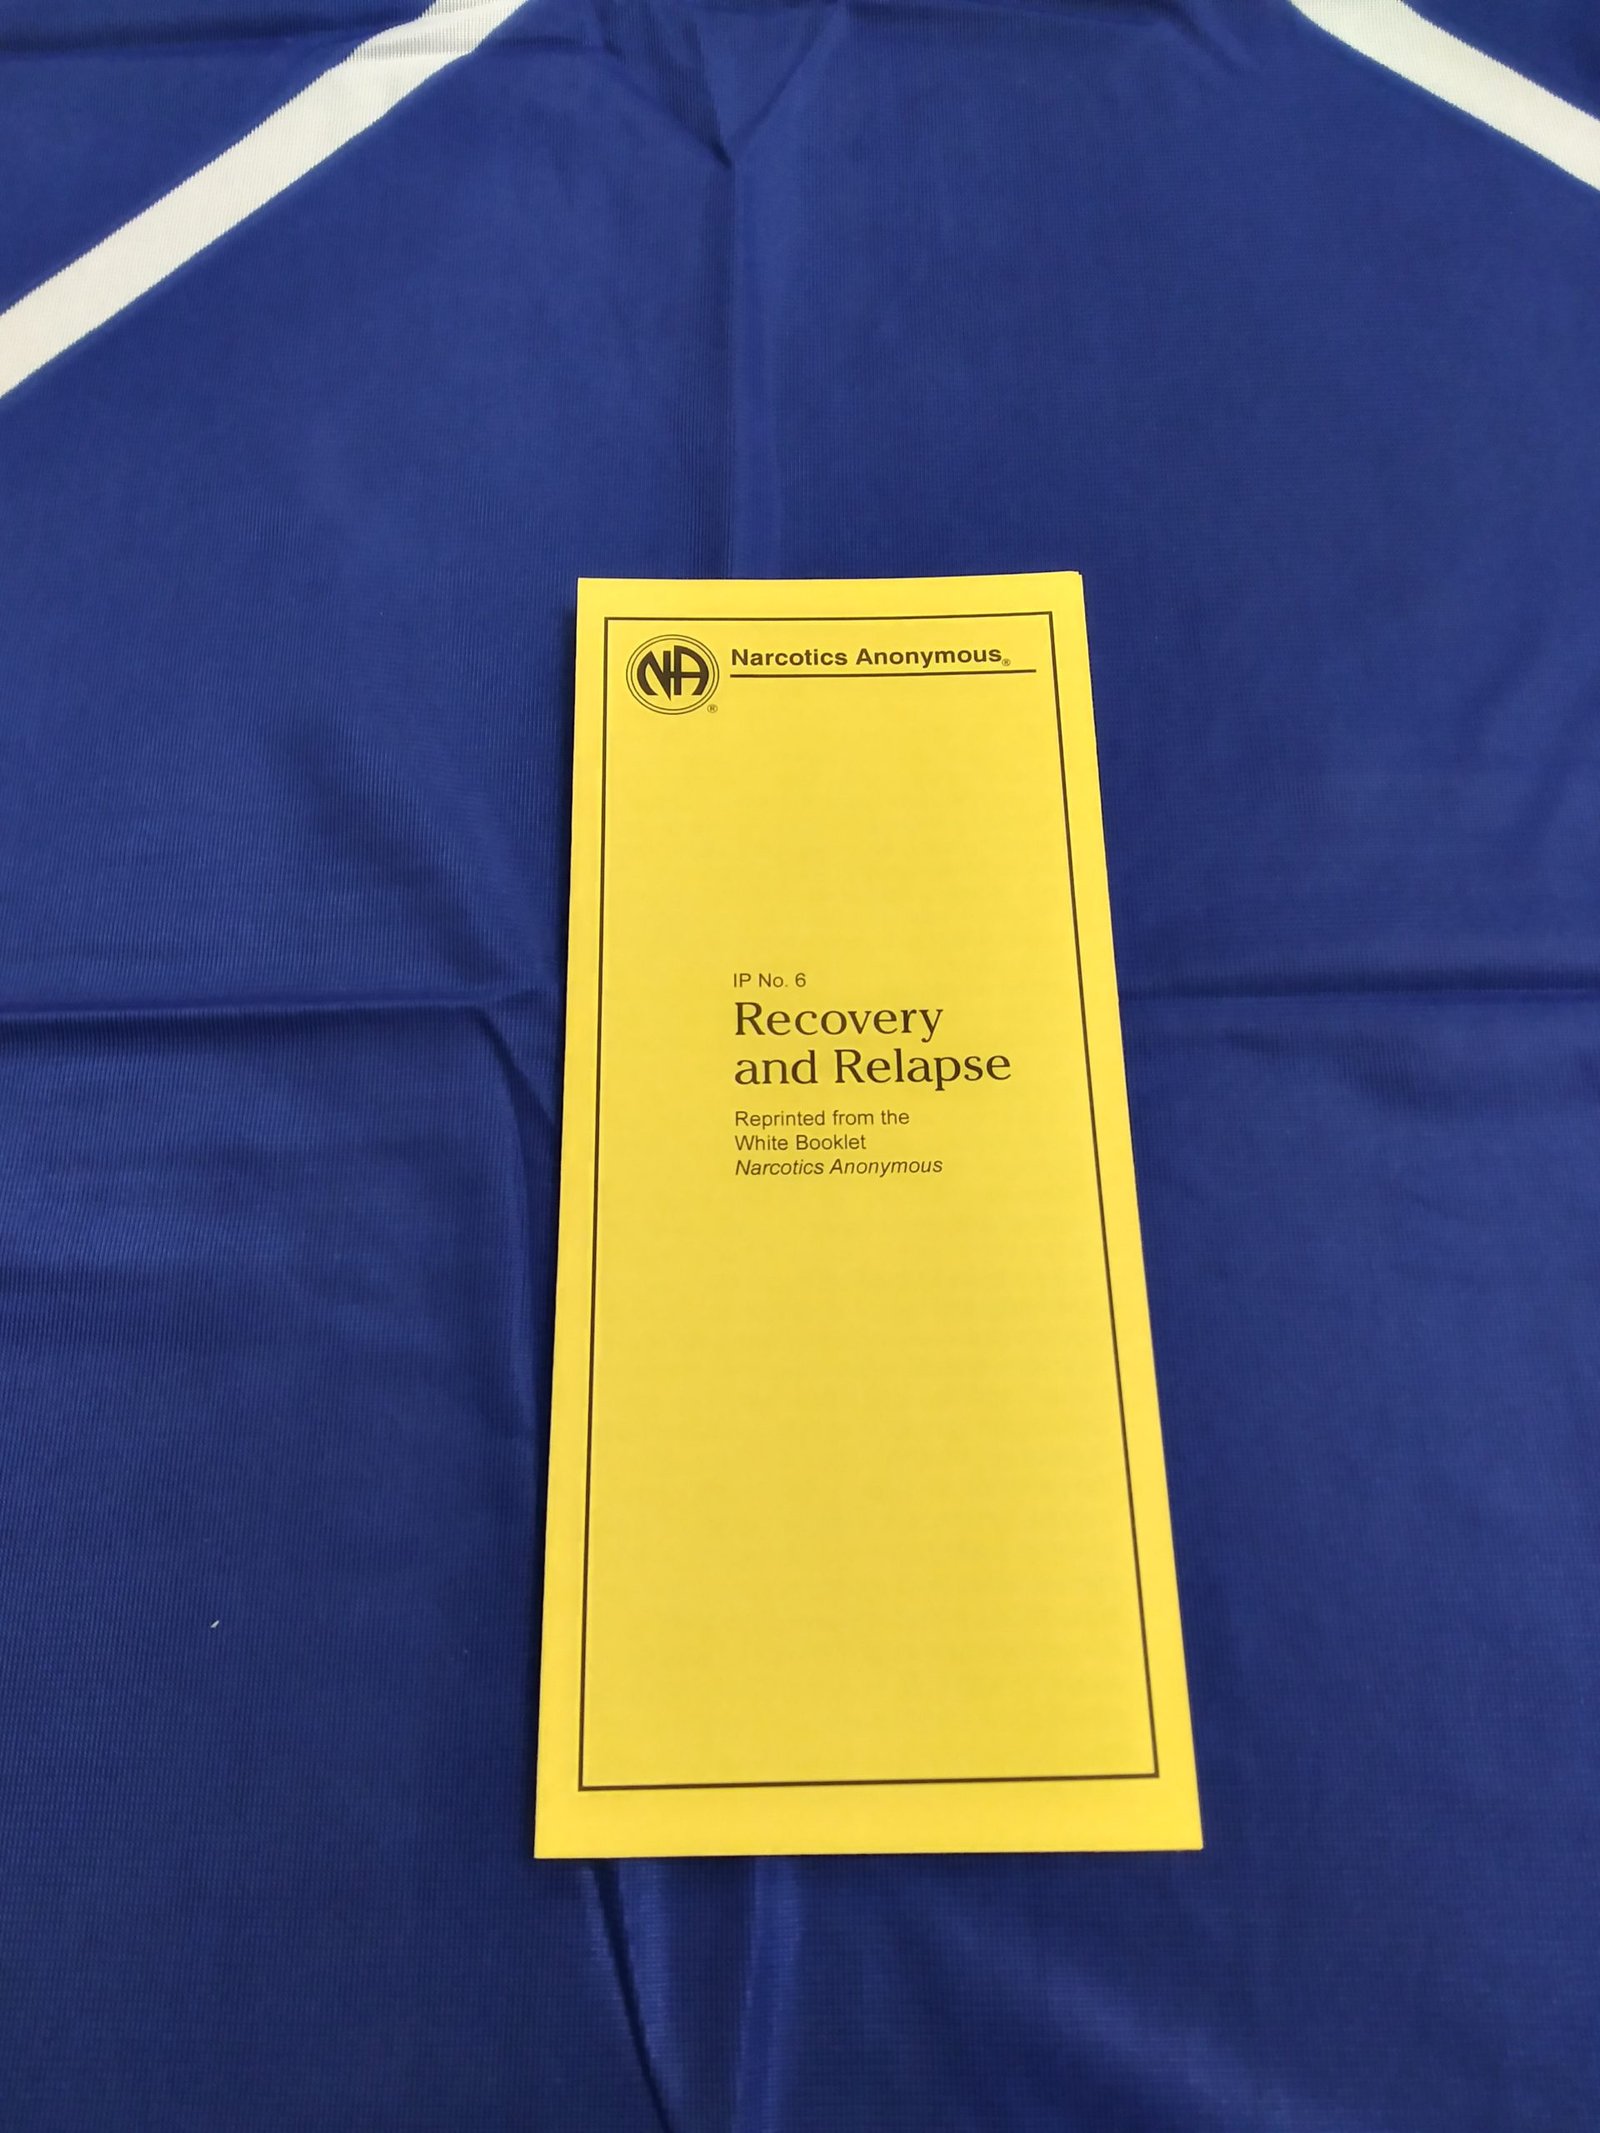 NA
®
Narcotics Anonymous®
IP No. 6
Recovery
and Relapse
Reprinted from the
White Booklet
Narcotics Anonymous